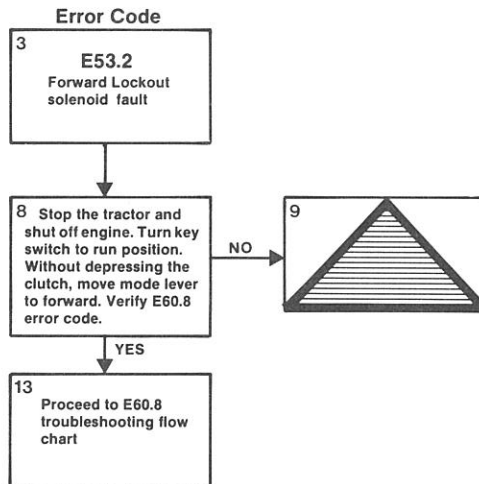 Error Code
3
E53.2
Forward Lockout
solenoid fault
8
Stop the tractor and
shut off engine. Turn key
switch to run position.
Without depressing the
clutch, move mode lever
to forward. Verify E60.8
error code.
NO
9
YES
13
Proceed to E60.8
troubleshooting flow
chart